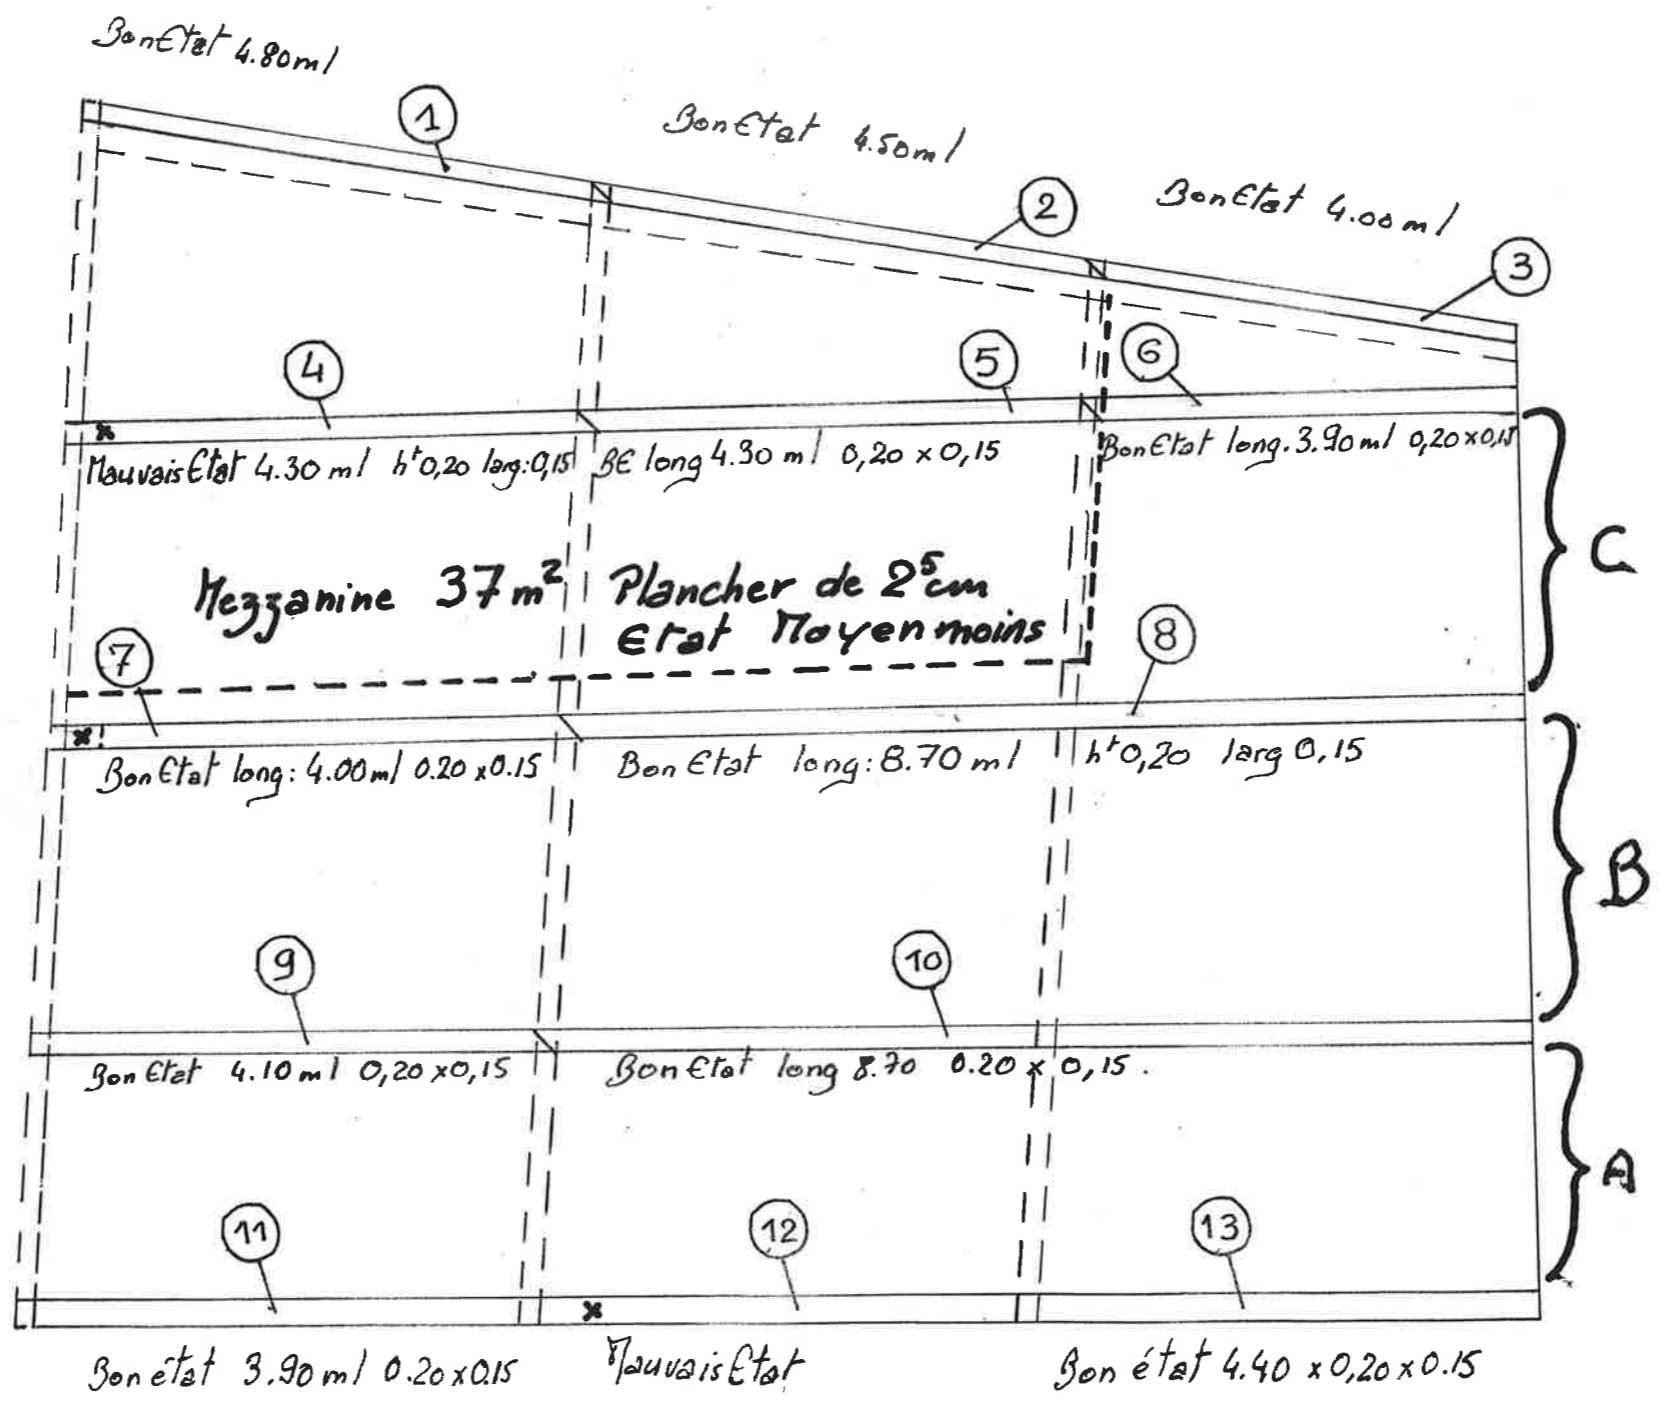 Bon Etat 4.80 ml
1
Bon Etat 4.50 ml
2
Bon Etat 4.00 ml
3
4
5
6
Mauvais Etat 4.30 ml ht 0,20 larg: 0,15
BE long 4.30 ml 0,20 x 0,15
Bon Etat long. 3.90 ml 0,20 x 0,15
C
Mezzanine 37 m²
Plancher de 2⁵ cm
Etat Moyen moins
7
8
Bon Etat long: 4.00 ml 0.20 x 0.15
Bon Etat long: 8.70 ml ht 0,20 larg 0,15
B
9
10
Bon Etat 4.10 ml 0,20 x 0,15
Bon Etat long 8.70 0.20 x 0,15.
A
11
12
13
Bon état 3.90 ml 0.20 x 0.15
Mauvais Etat
Bon état 4.40 x 0,20 x 0.15